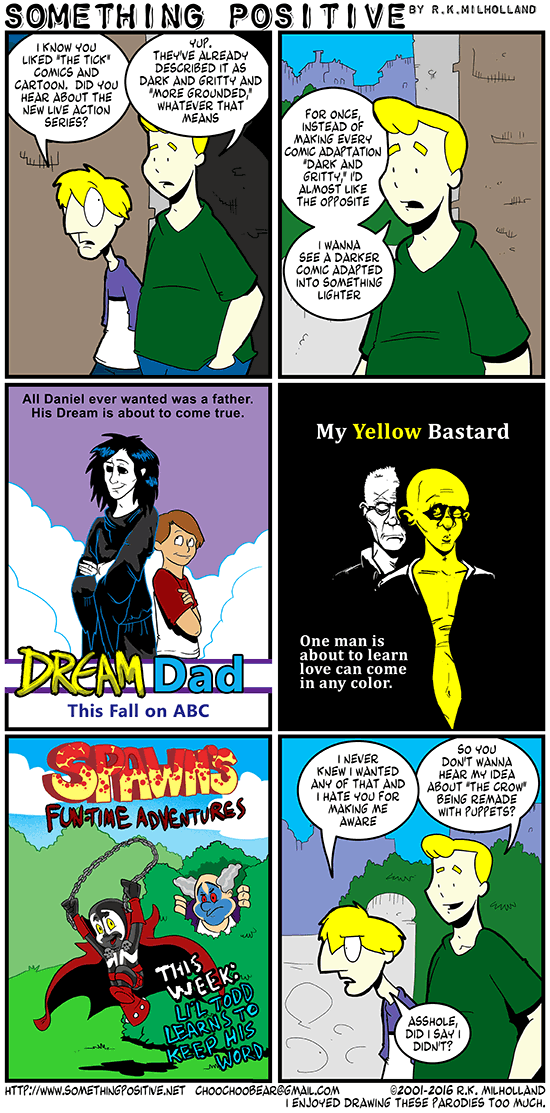 SOMETHING POSITIVE BY R.K.MILHOLLAND
I KNOW YOU
LIKED "THE TICK"
COMICS AND
CARTOON. DID YOU
HEAR ABOUT THE
NEW LIVE ACTION
SERIES?
YUP.
THEY'VE ALREADY
DESCRIBED IT AS
DARK AND GRITTY AND
"MORE GROUNDED,"
WHATEVER THAT
MEANS
FOR ONCE,
INSTEAD OF
MAKING EVERY
COMIC ADAPTATION
"DARK AND
GRITTY," I'D
ALMOST LIKE
THE OPPOSITE
I WANNA
SEE A DARKER
COMIC ADAPTED
INTO SOMETHING
LIGHTER
All Daniel ever wanted was a father.
His Dream is about to come true.
DREAM Dad
This Fall on ABC
My Yellow Bastard
One man is
about to learn
love can come
in any color.
SPAWN'S
FUN-TIME ADVENTURES
THIS
WEEK:
LI'L TODD
LEARNS TO
KEEP HIS
WORD
I NEVER
KNEW I WANTED
ANY OF THAT AND
I HATE YOU FOR
MAKING ME
AWARE
SO YOU
DON'T WANNA
HEAR MY IDEA
ABOUT "THE CROW"
BEING REMADE
WITH PUPPETS?
ASSHOLE,
DID I SAY I
DIDN'T?
HTTP://WWW.SOMETHINGPOSITIVE.NET CHOOCHOOBEAR@GMAIL.COM ©2001-2016 R.K. MILHOLLAND
I ENJOYED DRAWING THESE PARODIES TOO MUCH.